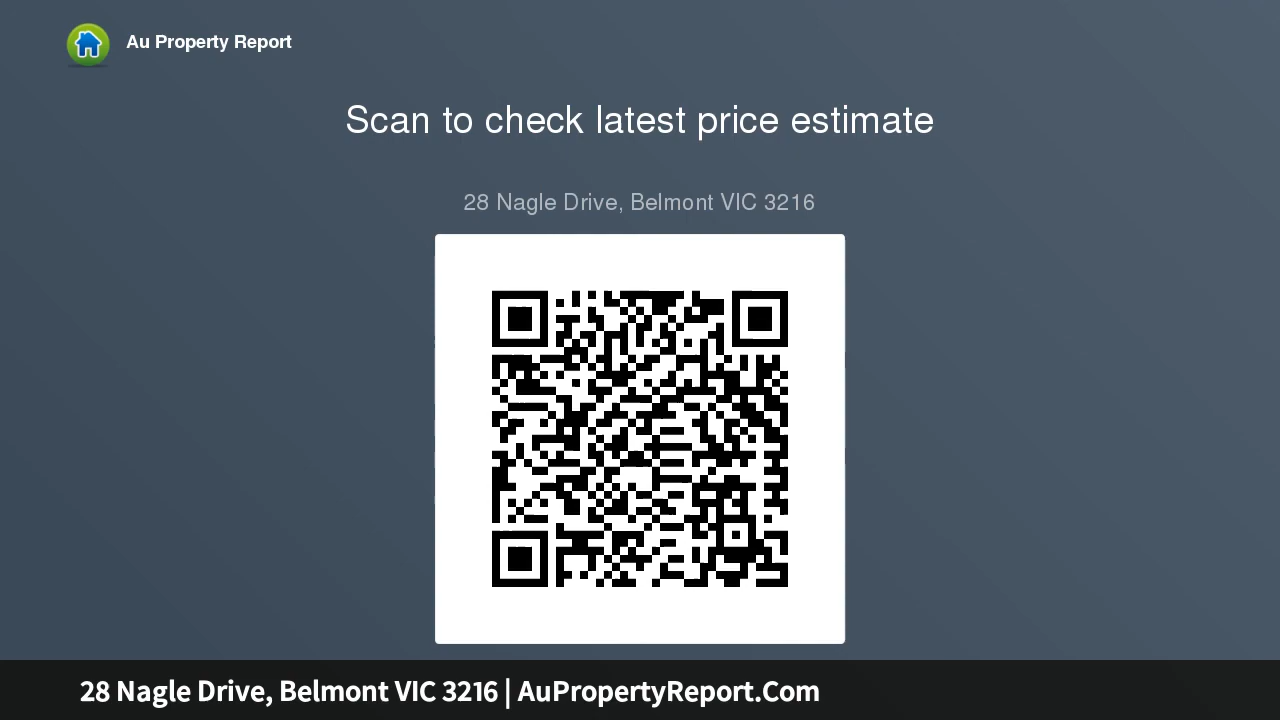 Au Property Report
Scan to check latest price estimate
28 Nagle Drive, Belmont VIC 3216
28 Nagle Drive, Belmont VIC 3216 | AuPropertyReport.Com